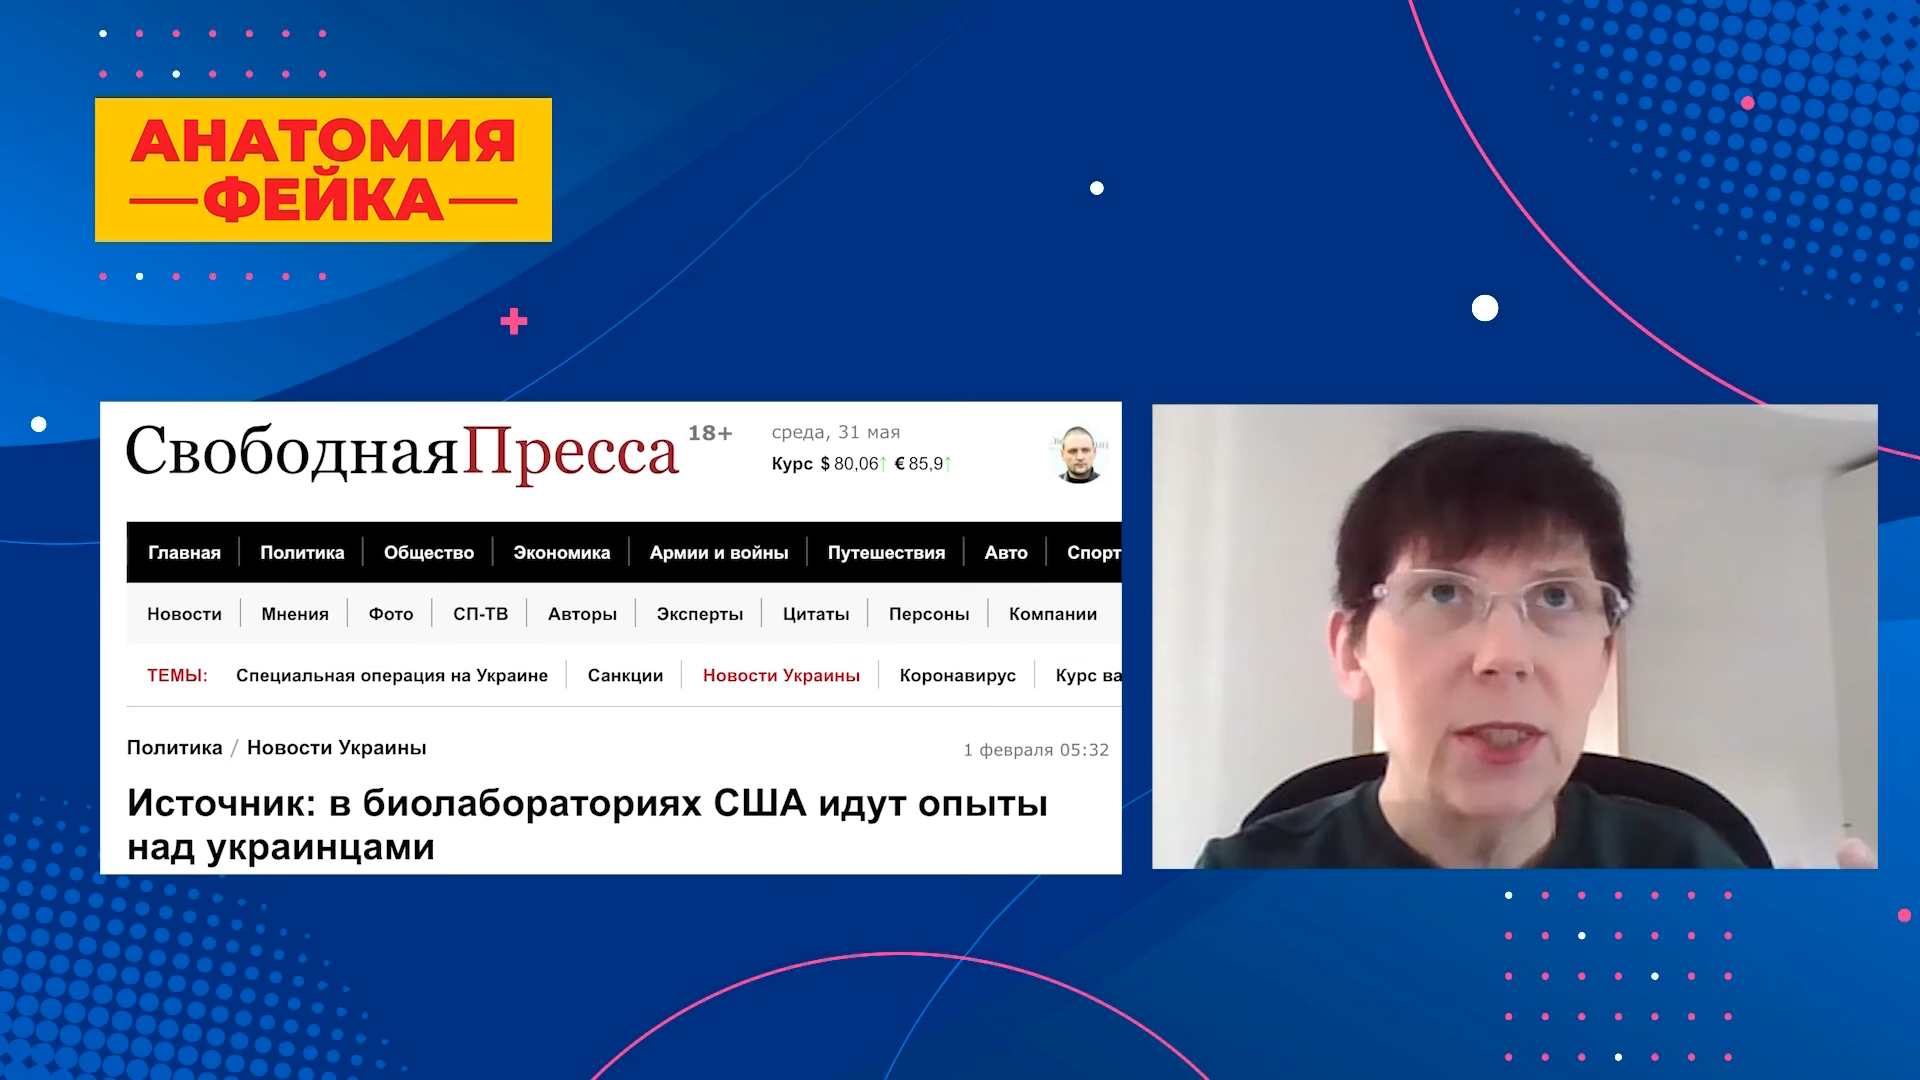 АНАТОМИЯ
ФЕЙКА
СвободнаяПресса 18+
среда, 31 мая
Курс $ 80,06↑ € 85,9↑
Главная Политика Общество Экономика Армии и войны Путешествия Авто Спорт
Новости Мнения Фото СП-ТВ Авторы Эксперты Цитаты Персоны Компании
ТЕМЫ: Специальная операция на Украине Санкции Новости Украины Коронавирус Курс ва
Политика / Новости Украины 1 февраля 05:32
Источник: в биолабораториях США идут опыты
над украинцами